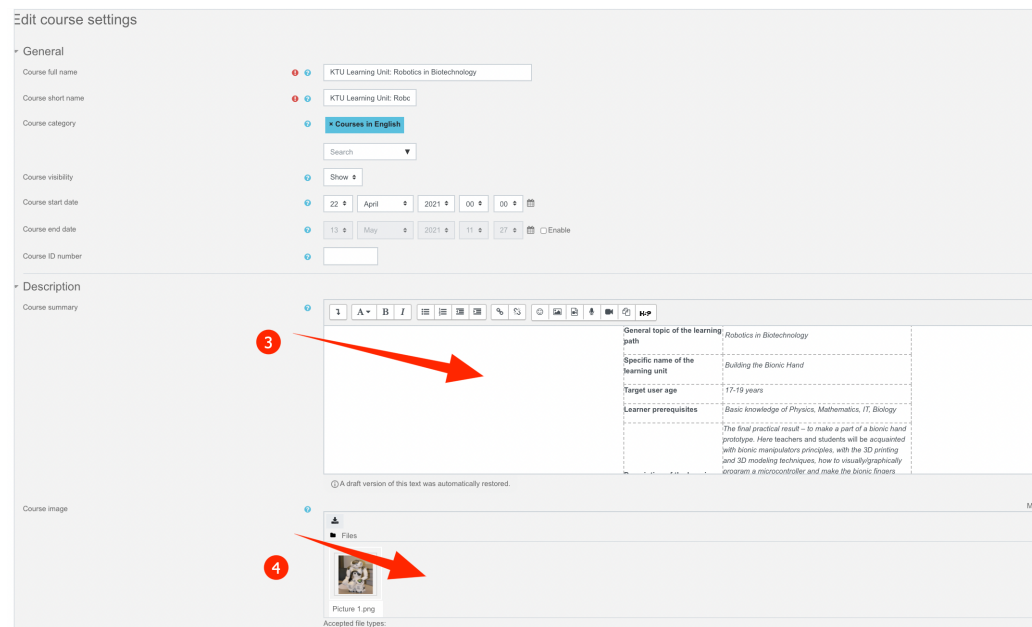 Edit course settings
General
Course full name
KTU Learning Unit: Robotics in Biotechnology
Course short name
KTU Learning Unit: Robc
Course category
× Courses in English
Search
Course visibility
Show
Course start date
22 April 2021 00 00
Course end date
13 May 2021 11 27 Enable
Course ID number
Description
Course summary
A B I H-P
3
General topic of the learning path
Robotics in Biotechnology
Specific name of the learning unit
Building the Bionic Hand
Target user age
17-19 years
Learner prerequisites
Basic knowledge of Physics, Mathematics, IT, Biology
The final practical result – to make a part of a bionic hand
prototype. Here teachers and students will be acquainted
with bionic manipulators principles, with the 3D printing
and 3D modeling techniques, how to visually/graphically
program a microcontroller and make the bionic fingers
A draft version of this text was automatically restored.
Course image
M
Files
4
Picture 1.png
Accepted file types: